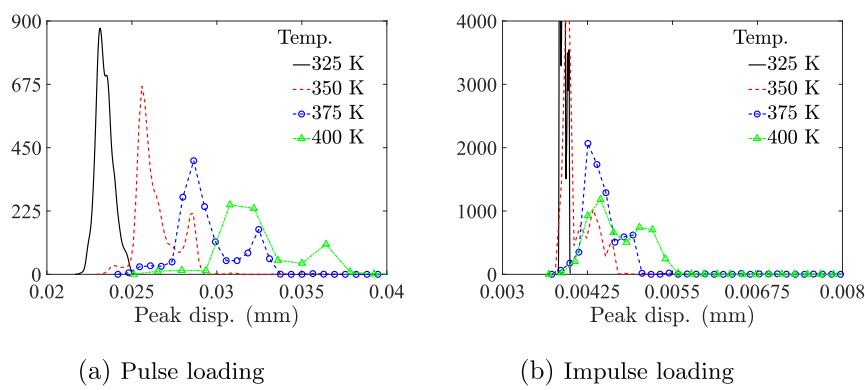 900
675
450
225
0
0.02
0.025
0.03
0.03
0.04
Temp.
325 K
350 K
375 K
400 K
Peak disp. (mm)
(a) Pulse loading
4000
3000
2000
1000
0
0.003
0.00425
0.0055
0.00675
0.008
Temp.
325 K
350 K
375 K
400 K
Peak disp. (mm)
(b) Impulse loading